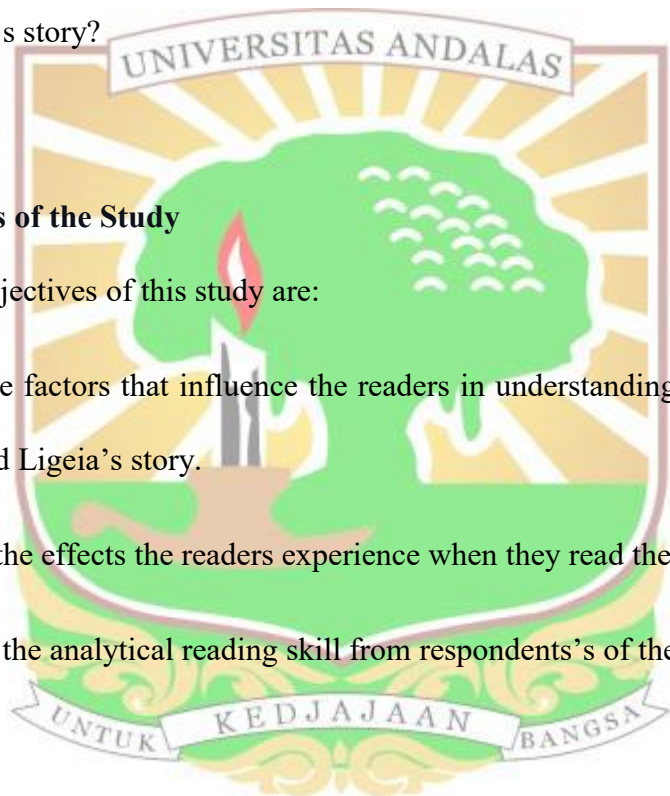 s story?
UNIVERSITAS ANDALAS
s of the Study
jectives of this study are:
e factors that influence the readers in understanding
d Ligeia’s story.
the effects the readers experience when they read the
the analytical reading skill from respondents’s of the
UNTUK KEDJAJAAN BANGSA